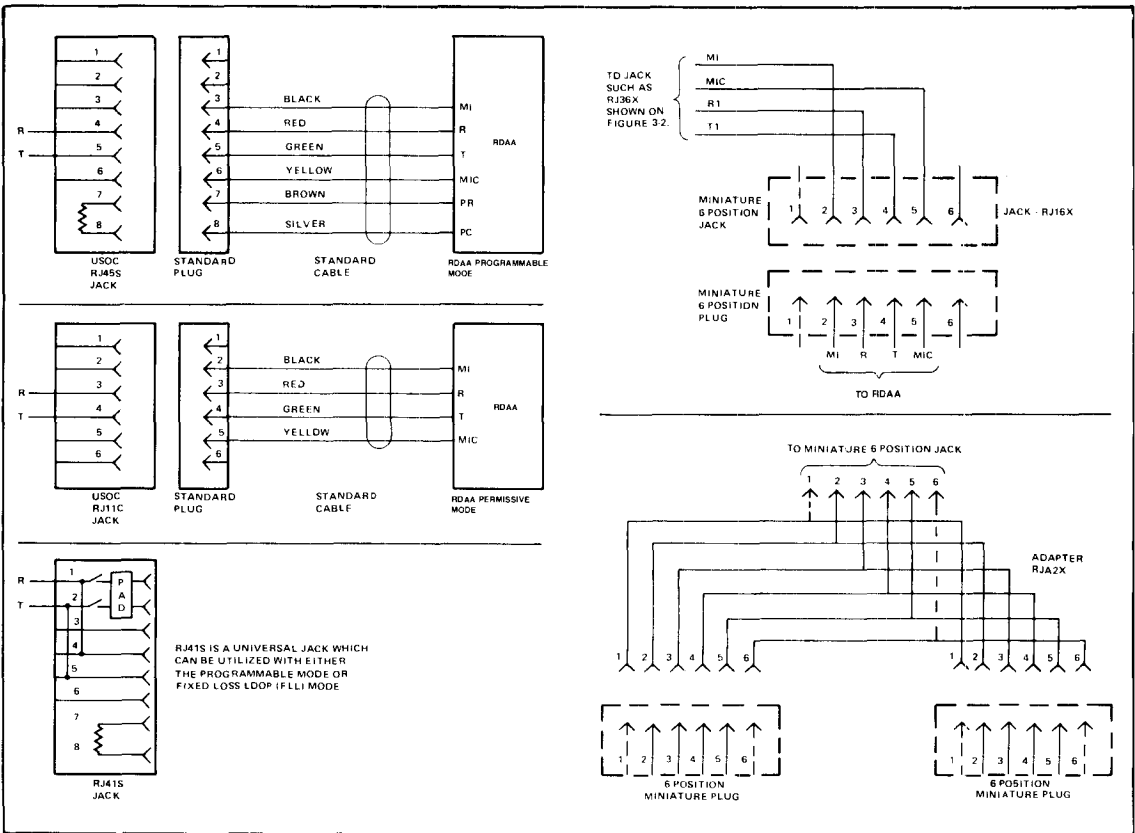 1
2
3
R 4
T 5
6
7
8
USOC
RJ45S
JACK
1
2
3
4
5
6
7
8
STANDARD
PLUG
BLACK
RED
GREEN
YELLOW
BROWN
SILVER
STANDARD
CABLE
MI
R
T
MIC
PR
PC
RDAA
RDAA PROGRAMMABLE
MODE
1
2
R 3
T 4
5
6
USOC
RJ11C
JACK
1
2
3
4
5
6
STANDARD
PLUG
BLACK
RED
GREEN
YELLOW
STANDARD
CABLE
MI
R
T
MIC
RDAA
RDAA PERMISSIVE
MODE
R 1
T 2
3
4
5
6
7
8
PAD
RJ41S
JACK
RJ41S IS A UNIVERSAL JACK WHICH
CAN BE UTILIZED WITH EITHER
THE PROGRAMMABLE MODE OR
FIXED LOSS LOOP (FLL) MODE
TO JACK
SUCH AS
RJ36X
SHOWN ON
FIGURE 3-2.
MI
MIC
R1
T1
MINIATURE
6 POSITION
JACK
1 2 3 4 5 6
JACK - RJ16X
MINIATURE
6 POSITION
PLUG
1 2 3 4 5 6
MI R T MIC
TO RDAA
TO MINIATURE 6 POSITION JACK
1 2 3 4 5 6
ADAPTER
RJA2X
1 2 3 4 5 6
1 2 3 4 5 6
1 2 3 4 5 6
6 POSITION
MINIATURE PLUG
1 2 3 4 5 6
6 POSITION
MINIATURE PLUG